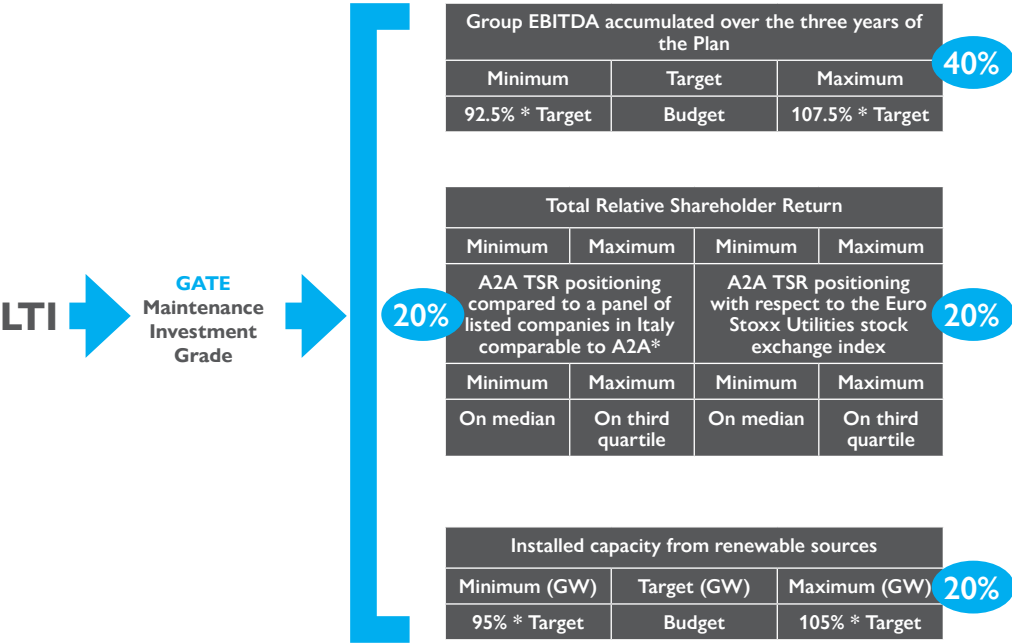 LTI
GATE
Maintenance
Investment
Grade
Group EBITDA accumulated over the three years of
the Plan
Minimum Target Maximum
92.5% * Target Budget 107.5% * Target
40%
Total Relative Shareholder Return
Minimum Maximum Minimum Maximum
20%
A2A TSR positioning
compared to a panel of
listed companies in Italy
comparable to A2A*
A2A TSR positioning
with respect to the Euro
Stoxx Utilities stock
exchange index
20%
Minimum Maximum Minimum Maximum
On median On third
quartile On median On third
quartile
Installed capacity from renewable sources
Minimum (GW) Target (GW) Maximum (GW)
95% * Target Budget 105% * Target
20%